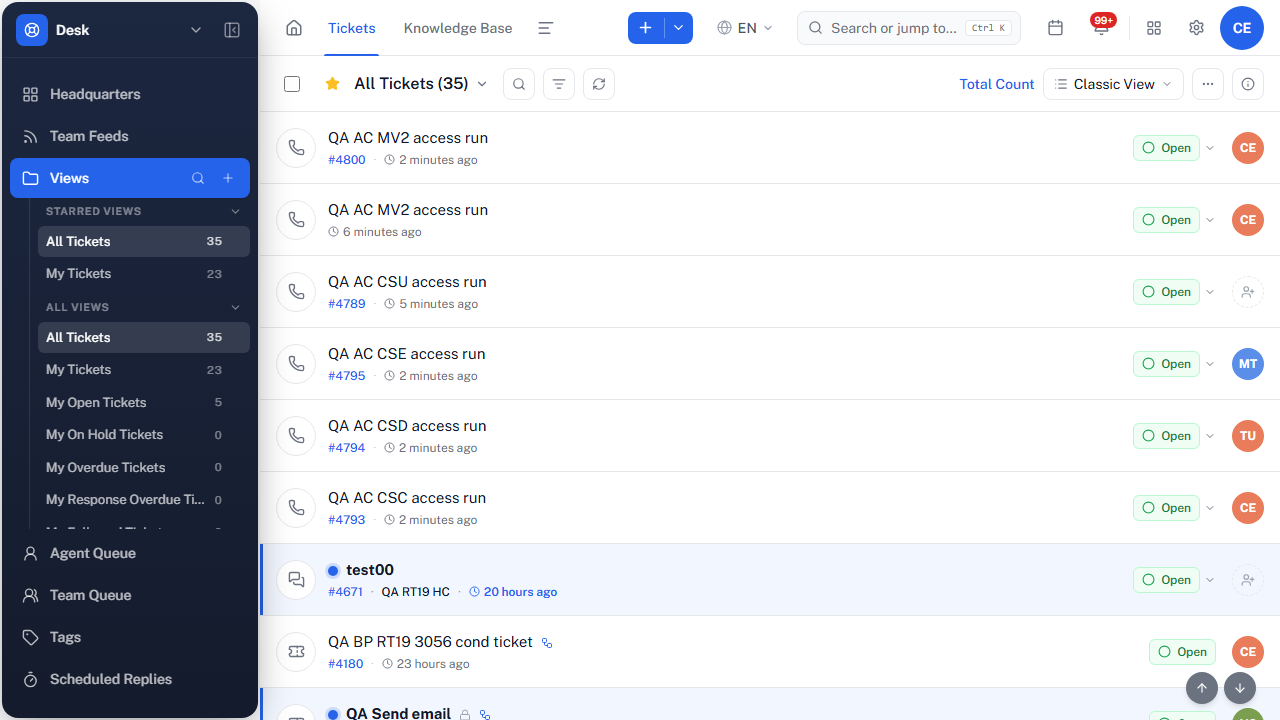 Desk
Headquarters
Team Feeds
Views
STARRED VIEWS
All Tickets 35
My Tickets 23
ALL VIEWS
All Tickets 35
My Tickets 23
My Open Tickets 5
My On Hold Tickets 0
My Overdue Tickets 0
My Response Overdue Ti... 0
Agent Queue
Team Queue
Tags
Scheduled Replies
Tickets Knowledge Base EN Search or jump to... Ctrl K 99+ CE
All Tickets (35) Total Count Classic View
QA AC MV2 access run
#4800 · 2 minutes ago Open CE
QA AC MV2 access run
6 minutes ago Open CE
QA AC CSU access run
#4789 · 5 minutes ago Open
QA AC CSE access run
#4795 · 2 minutes ago Open MT
QA AC CSD access run
#4794 · 2 minutes ago Open TU
QA AC CSC access run
#4793 · 2 minutes ago Open CE
test00
#4671 · QA RT19 HC · 20 hours ago Open
QA BP RT19 3056 cond ticket
#4180 · 23 hours ago Open CE
QA Send email